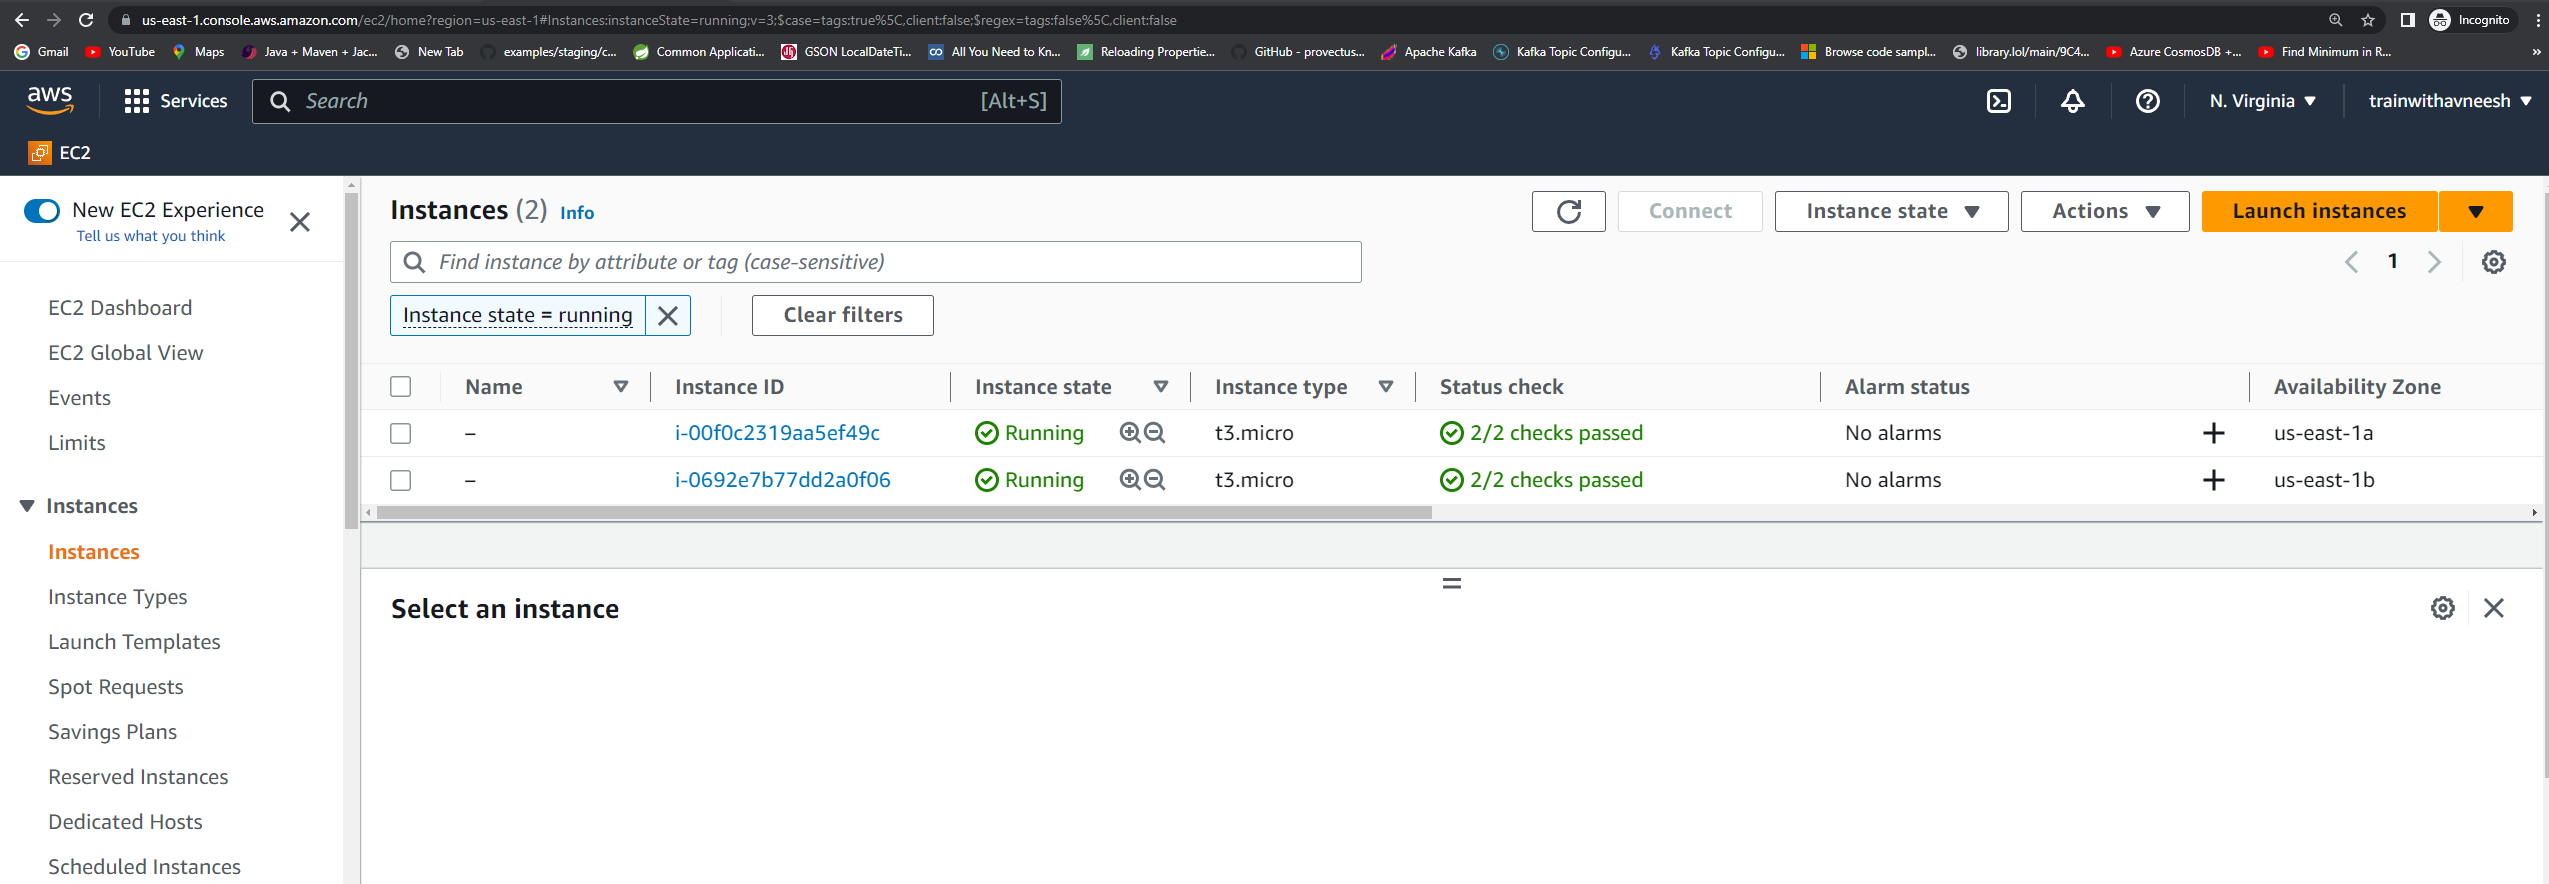 us-east-1.console.aws.amazon.com/ec2/home?region=us-east-1#Instances:instanceState=running;v=3;$case=tags:true%5C,client:false;$regex=tags:false%5C,client:false
Incognito
Gmail YouTube Maps Java + Maven + Jac... New Tab examples/staging/c... Common Applicati... GSON LocalDateTi... All You Need to Kn... Reloading Propertie... GitHub - provectus... Apache Kafka Kafka Topic Configu... Kafka Topic Configu... Browse code sampl... library.lol/main/9C4... Azure CosmosDB +... Find Minimum in R... »
aws Services Search [Alt+S] N. Virginia trainwithavneesh
EC2
New EC2 Experience
Tell us what you think
EC2 Dashboard
EC2 Global View
Events
Limits
Instances
Instances
Instance Types
Launch Templates
Spot Requests
Savings Plans
Reserved Instances
Dedicated Hosts
Scheduled Instances
Instances (2) Info
Connect Instance state Actions Launch instances
Find instance by attribute or tag (case-sensitive)
1
Instance state = running Clear filters
Name Instance ID Instance state Instance type Status check Alarm status Availability Zone
– i-00f0c2319aa5ef49c Running t3.micro 2/2 checks passed No alarms + us-east-1a
– i-0692e7b77dd2a0f06 Running t3.micro 2/2 checks passed No alarms + us-east-1b
Select an instance